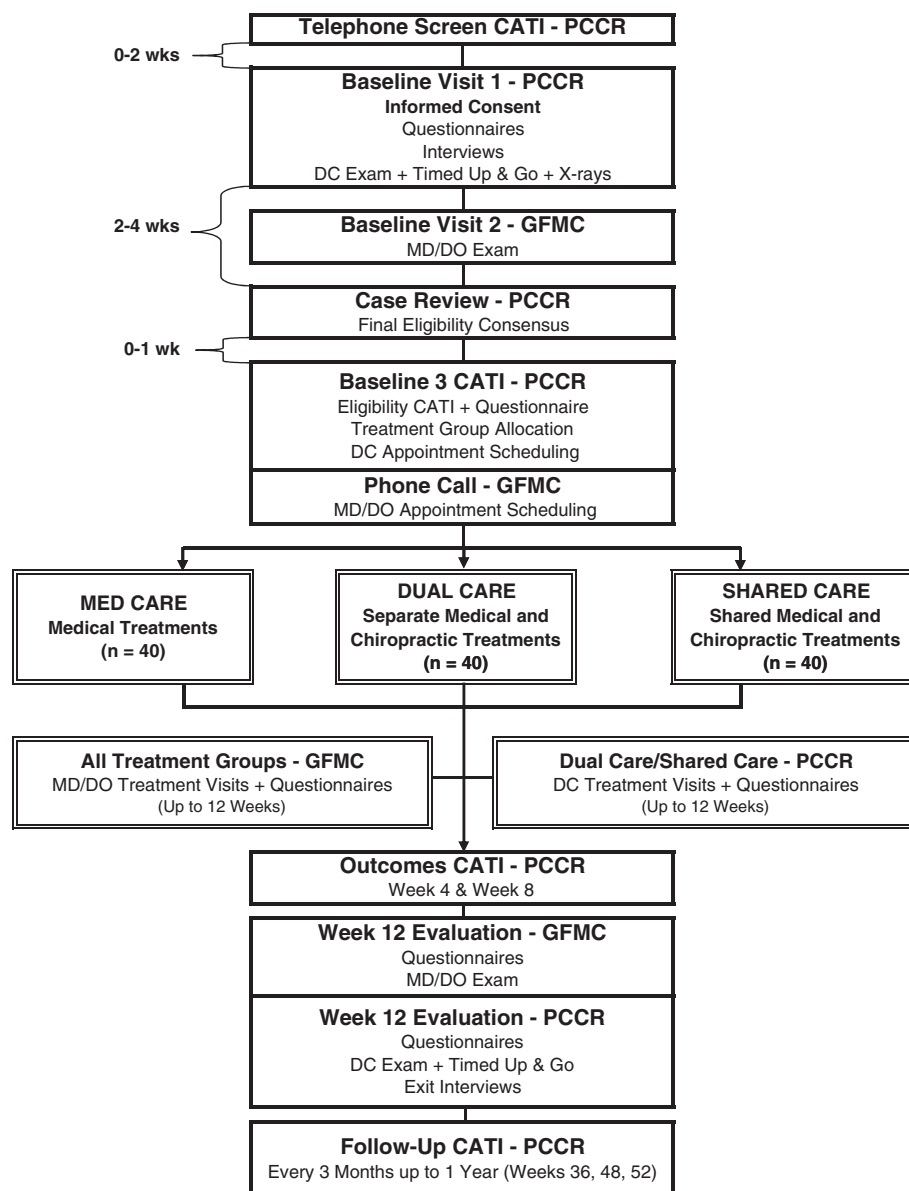 Telephone Screen CATI - PCCR
0-2 wks
Baseline Visit 1 - PCCR
Informed Consent
Questionnaires
Interviews
DC Exam + Timed Up & Go + X-rays
2-4 wks
Baseline Visit 2 - GFMC
MD/DO Exam
Case Review - PCCR
Final Eligibility Consensus
0-1 wk
Baseline 3 CATI - PCCR
Eligibility CATI + Questionnaire
Treatment Group Allocation
DC Appointment Scheduling
Phone Call - GFMC
MD/DO Appointment Scheduling
MED CARE
Medical Treatments
(n = 40)
DUAL CARE
Separate Medical and
Chiropractic Treatments
(n = 40)
SHARED CARE
Shared Medical and
Chiropractic Treatments
(n = 40)
All Treatment Groups - GFMC
MD/DO Treatment Visits + Questionnaires
(Up to 12 Weeks)
Dual Care/Shared Care - PCCR
DC Treatment Visits + Questionnaires
(Up to 12 Weeks)
Outcomes CATI - PCCR
Week 4 & Week 8
Week 12 Evaluation - GFMC
Questionnaires
MD/DO Exam
Week 12 Evaluation - PCCR
Questionnaires
DC Exam + Timed Up & Go
Exit Interviews
Follow-Up CATI - PCCR
Every 3 Months up to 1 Year (Weeks 36, 48, 52)